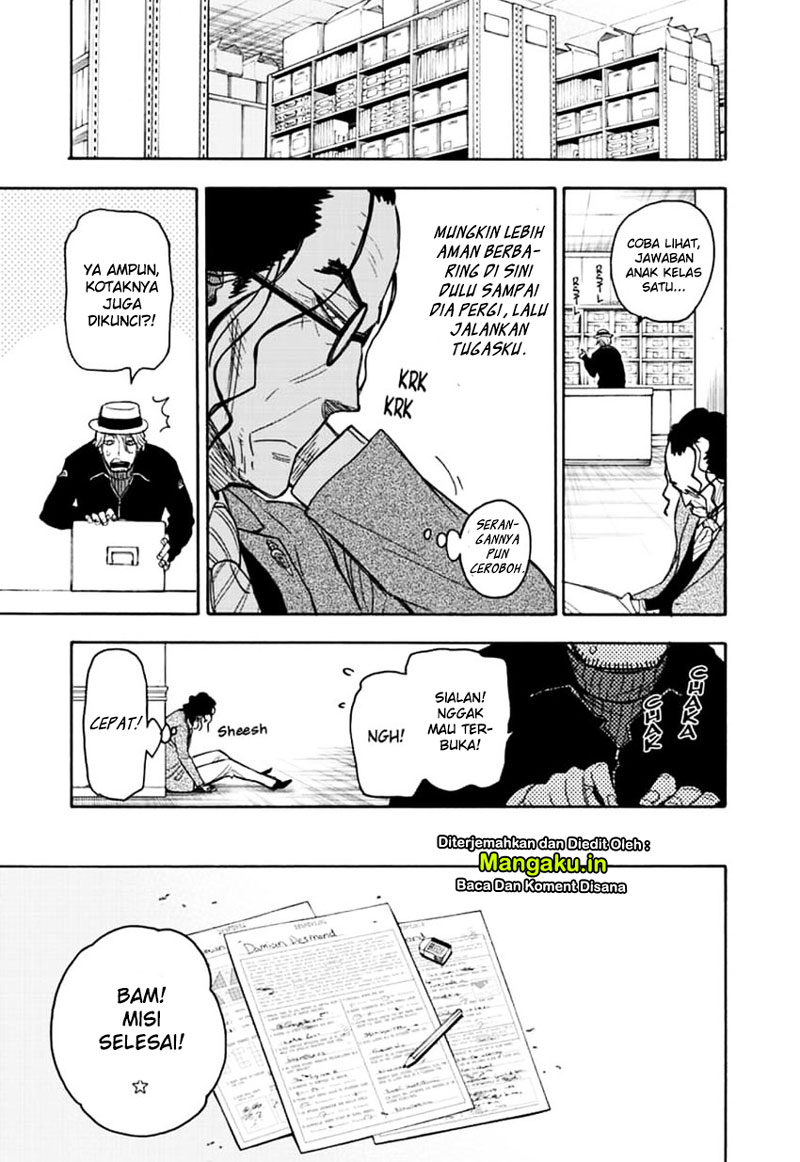 COBA LIHAT,
JAWABAN
ANAK KELAS
SATU...
MUNGKIN LEBIH
AMAN BERBA-
RING DI SINI
DULU SAMPAI
DIA PERGI, LALU
JALANKAN
TUGASKU.
KRK
KRK
SERAN-
GANNYA
PUN
CEROBOH.
YA AMPUN,
KOTAKNYA
JUGA
DIKUNCI?!
CHAKA
CHAK
SIALAN!
NGGAK
MAU TER-
BUKA!
NGH!
Sheesh
CEPAT!
Diterjemahkan dan Diedit Oleh :
Mangaku.in
Baca Dan Koment Disana
Damian Desmond
BAM!
MISI
SELESAI!